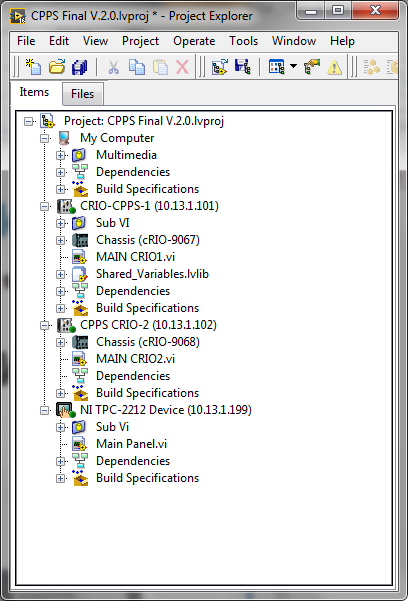 CPPS Final V.2.0.lvproj * - Project Explorer
File Edit View Project Operate Tools Window Help
Items Files
Project: CPPS Final V.2.0.lvproj
My Computer
Multimedia
Dependencies
Build Specifications
CRIO-CPPS-1 (10.13.1.101)
Sub VI
Chassis (cRIO-9067)
MAIN CRIO1.vi
Shared_Variables.lvlib
Dependencies
Build Specifications
CPPS CRIO-2 (10.13.1.102)
Chassis (cRIO-9068)
MAIN CRIO2.vi
Dependencies
Build Specifications
NI TPC-2212 Device (10.13.1.199)
Sub Vi
Main Panel.vi
Dependencies
Build Specifications